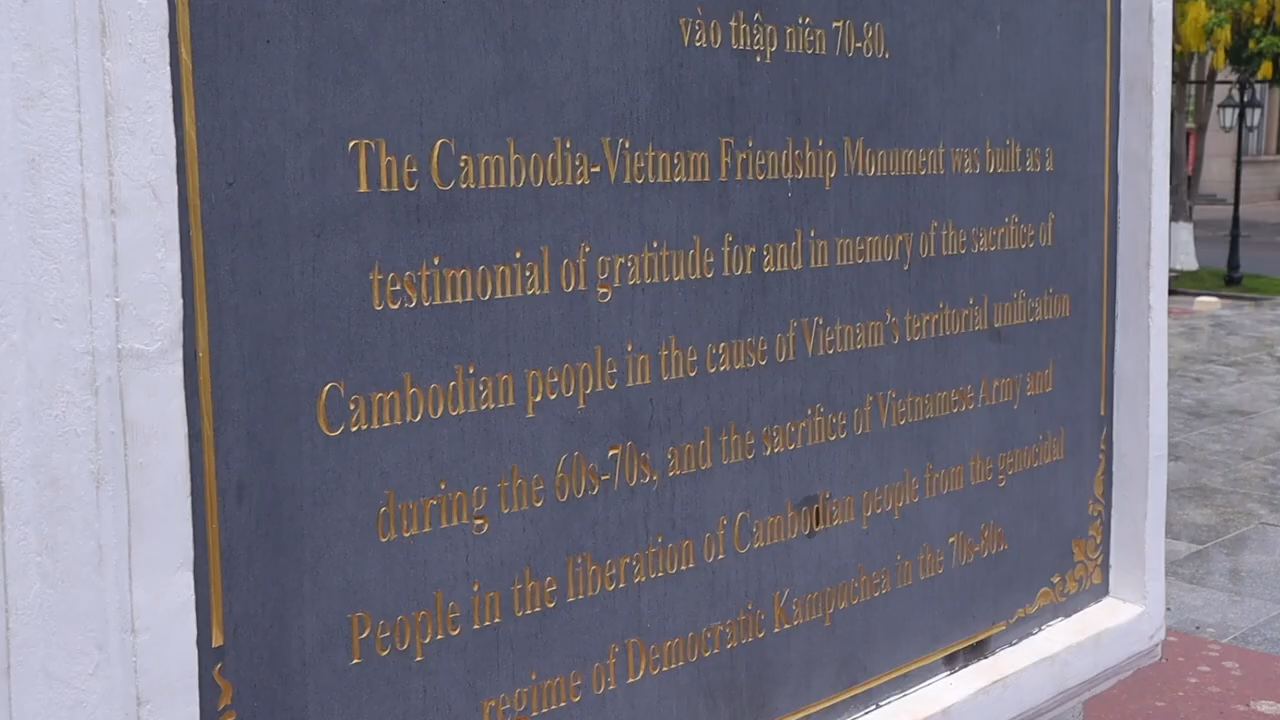 vào thập niên 70-80.
The Cambodia-Vietnam Friendship Monument was built as a
testimonial of gratitude for and in memory of the sacrifice of
Cambodian people in the cause of Vietnam's territorial unification
during the 60s-70s, and the sacrifice of Vietnamese Army and
People in the liberation of Cambodian people from the genocidal
regime of Democratic Kampuchea in the 70s-80s.